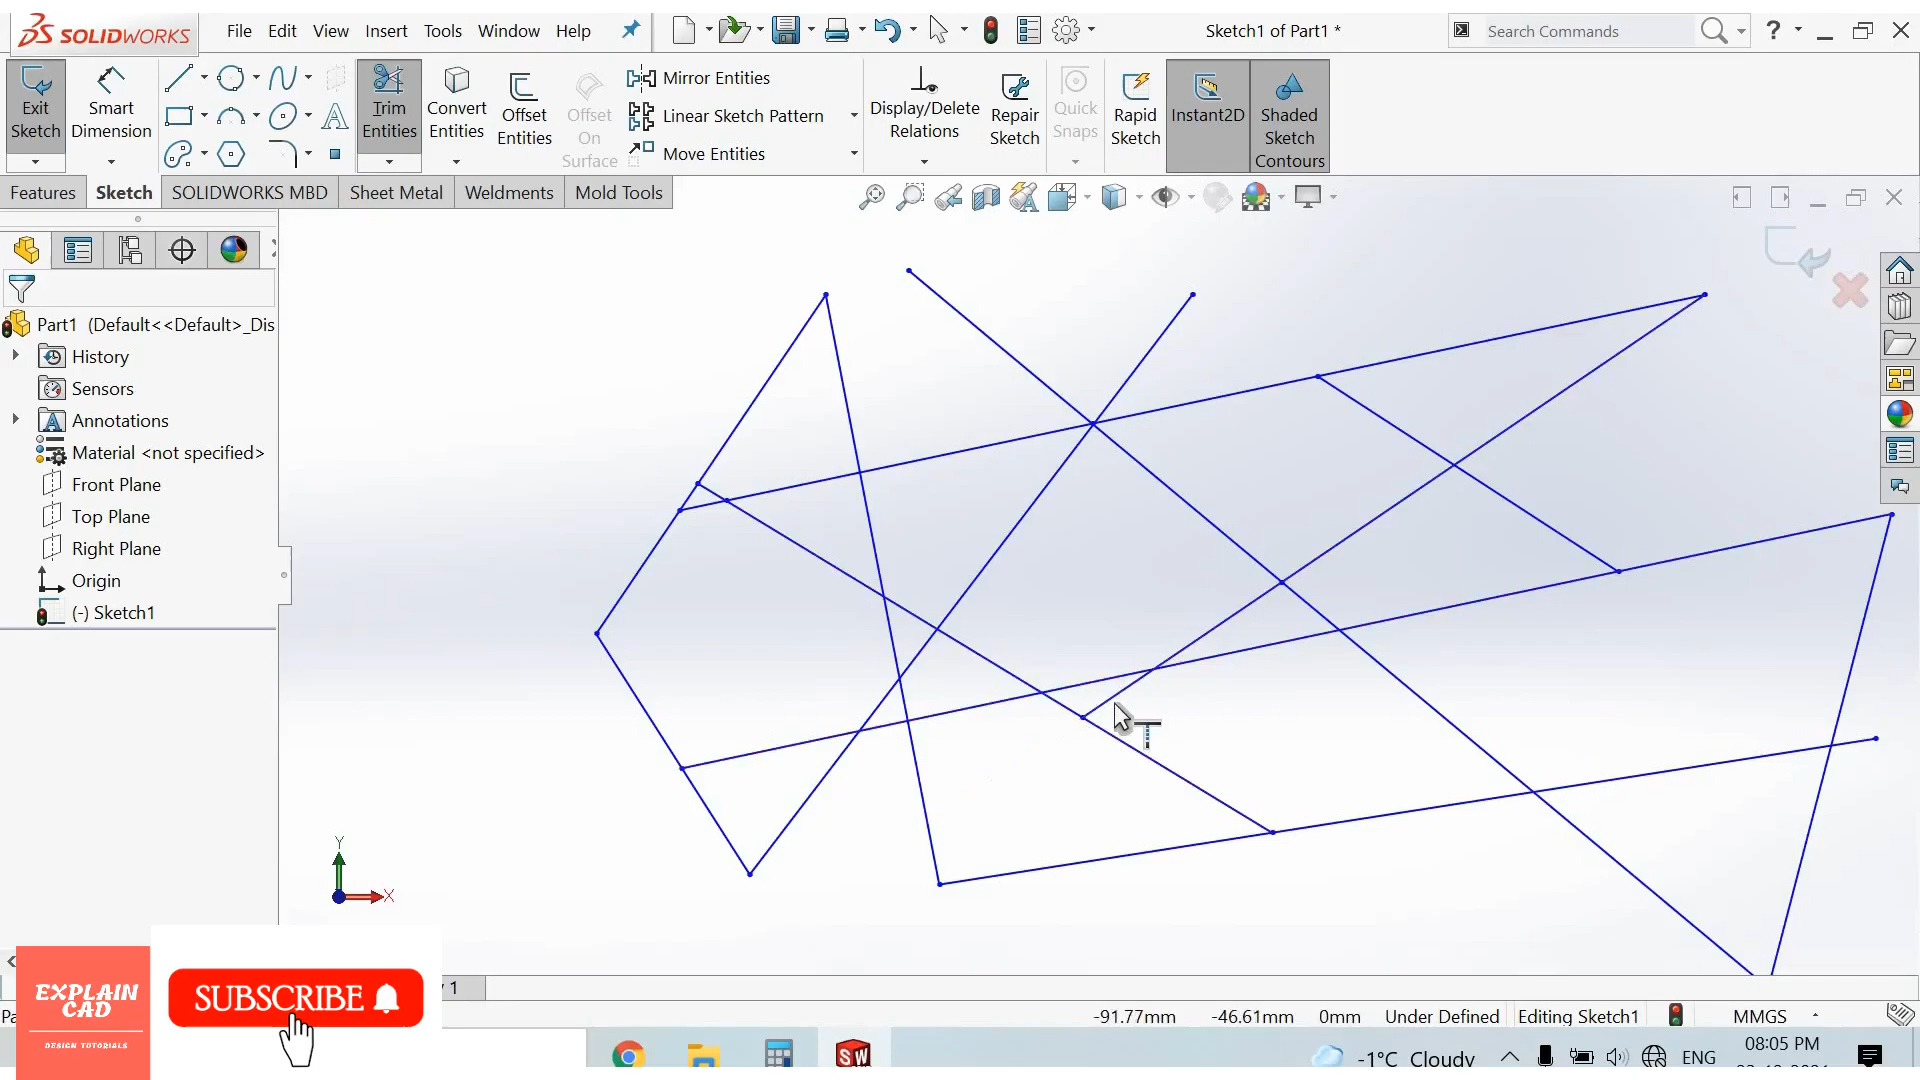 SOLIDWORKS File Edit View Insert Tools Window Help Sketch1 of Part1 * Search Commands ?
Exit Sketch
Smart Dimension
Trim Entities
Convert Entities
Offset Entities
Offset On Surface
Mirror Entities
Linear Sketch Pattern
Move Entities
Display/Delete Relations
Repair Sketch
Quick Snaps
Rapid Sketch
Instant2D
Shaded Sketch Contours
Features Sketch SOLIDWORKS MBD Sheet Metal Weldments Mold Tools
Part1 (Default<<Default>_Dis
History
Sensors
Annotations
Material <not specified>
Front Plane
Top Plane
Right Plane
Origin
(-) Sketch1
Y
X
EXPLAIN
CAD
DESIGN TUTORIALS
SUBSCRIBE
1
-91.77mm -46.61mm 0mm Under Defined Editing Sketch1 MMGS
SW -1°C Cloudy ENG 08:05 PM